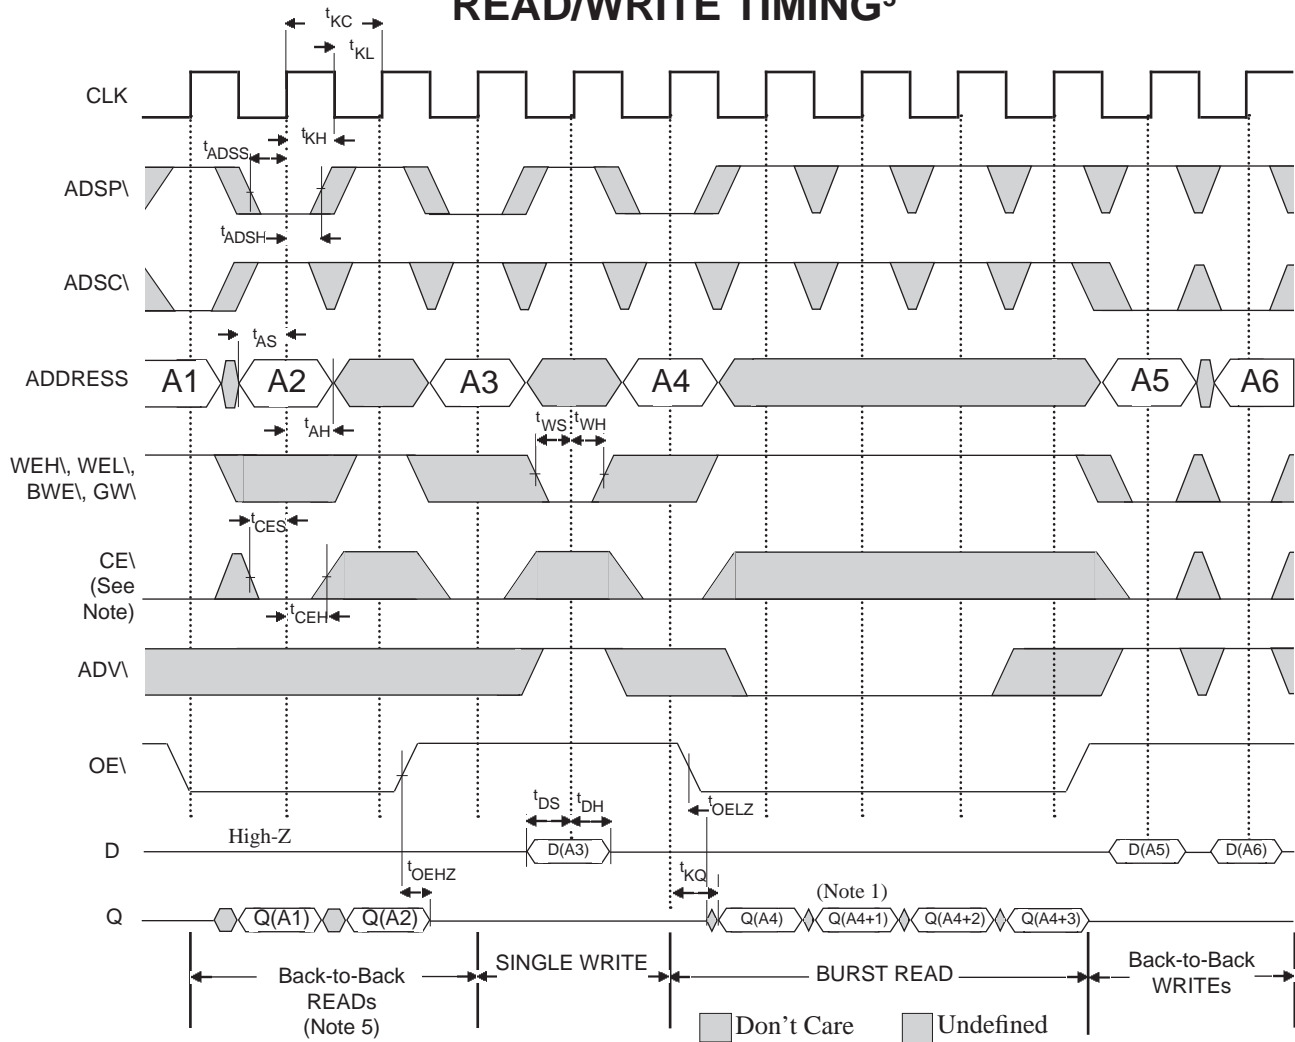 READ/WRITE TIMING³
tKC
tKL
CLK
tKH
tADSS
ADSP\
tADSH
ADSC\
tAS
ADDRESS
A1
A2
A3
A4
A5
A6
tAH
tWS
tWH
WEH\, WEL\,
BWE\, GW\
tCES
CE\
(See
Note)
tCEH
ADV\
OE\
tDS
tDH
tOELZ
High-Z
D
D(A3)
D(A5)
D(A6)
tOEHZ
tKQ
(Note 1)
Q
Q(A1)
Q(A2)
Q(A4)
Q(A4+1)
Q(A4+2)
Q(A4+3)
Back-to-Back
READs
(Note 5)
SINGLE WRITE
BURST READ
Back-to-Back
WRITEs
Don't Care
Undefined